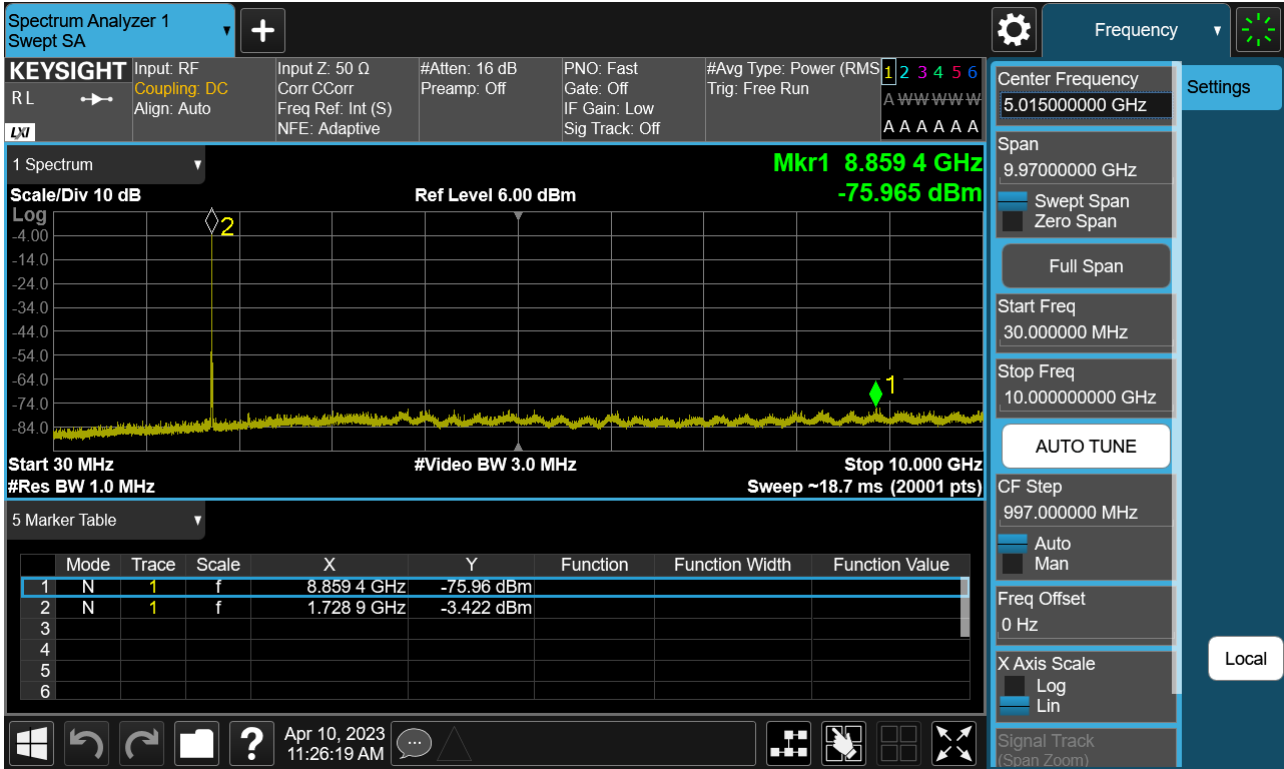 Spectrum Analyzer 1
Swept SA
Frequency
KEYSIGHT
R L
LXI
Input: RF
Coupling: DC
Align: Auto
Input Z: 50 Ω
Corr CCorr
Freq Ref: Int (S)
NFE: Adaptive
#Atten: 16 dB
Preamp: Off
PNO: Fast
Gate: Off
IF Gain: Low
Sig Track: Off
#Avg Type: Power (RMS
Trig: Free Run
1 2 3 4 5 6
A W W W W W
A A A A A A
1 Spectrum
Mkr1 8.859 4 GHz
-75.965 dBm
Scale/Div 10 dB
Ref Level 6.00 dBm
Log
-4.00
-14.0
-24.0
-34.0
-44.0
-54.0
-64.0
-74.0
-84.0
2
1
Start 30 MHz
#Video BW 3.0 MHz
Stop 10.000 GHz
#Res BW 1.0 MHz
Sweep ~18.7 ms (20001 pts)
5 Marker Table
Mode Trace Scale X Y Function Function Width Function Value
1 N 1 f 8.859 4 GHz -75.96 dBm
2 N 1 f 1.728 9 GHz -3.422 dBm
3
4
5
6
Apr 10, 2023
11:26:19 AM
Center Frequency
5.015000000 GHz
Settings
Span
9.97000000 GHz
Swept Span
Zero Span
Full Span
Start Freq
30.000000 MHz
Stop Freq
10.000000000 GHz
AUTO TUNE
CF Step
997.000000 MHz
Auto
Man
Freq Offset
0 Hz
X Axis Scale
Log
Lin
Local
Signal Track
(Span Zoom)